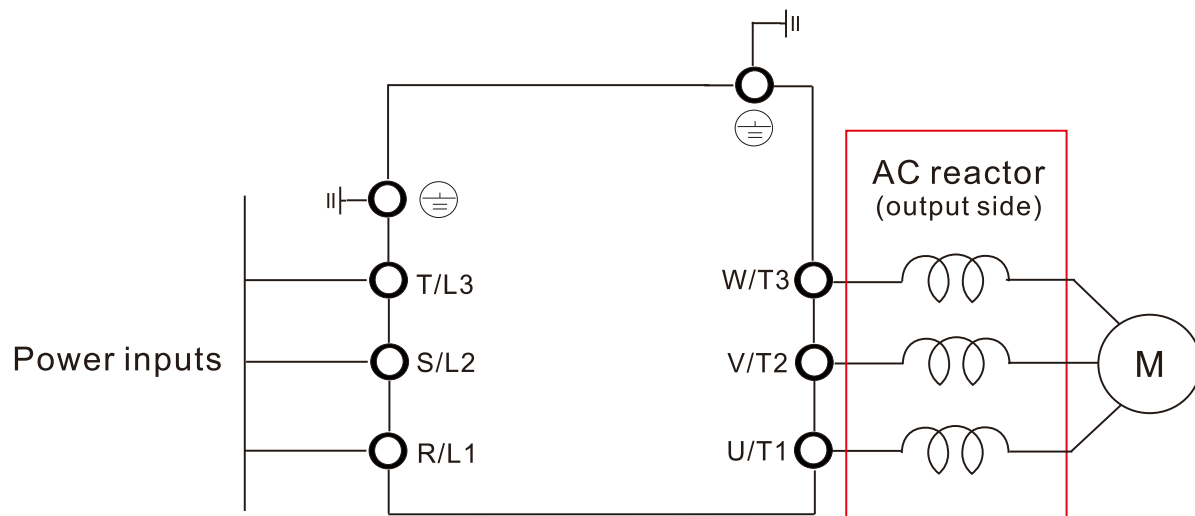 AC reactor
(output side)
T/L3
W/T3
Power inputs
S/L2
V/T2
M
R/L1
U/T1